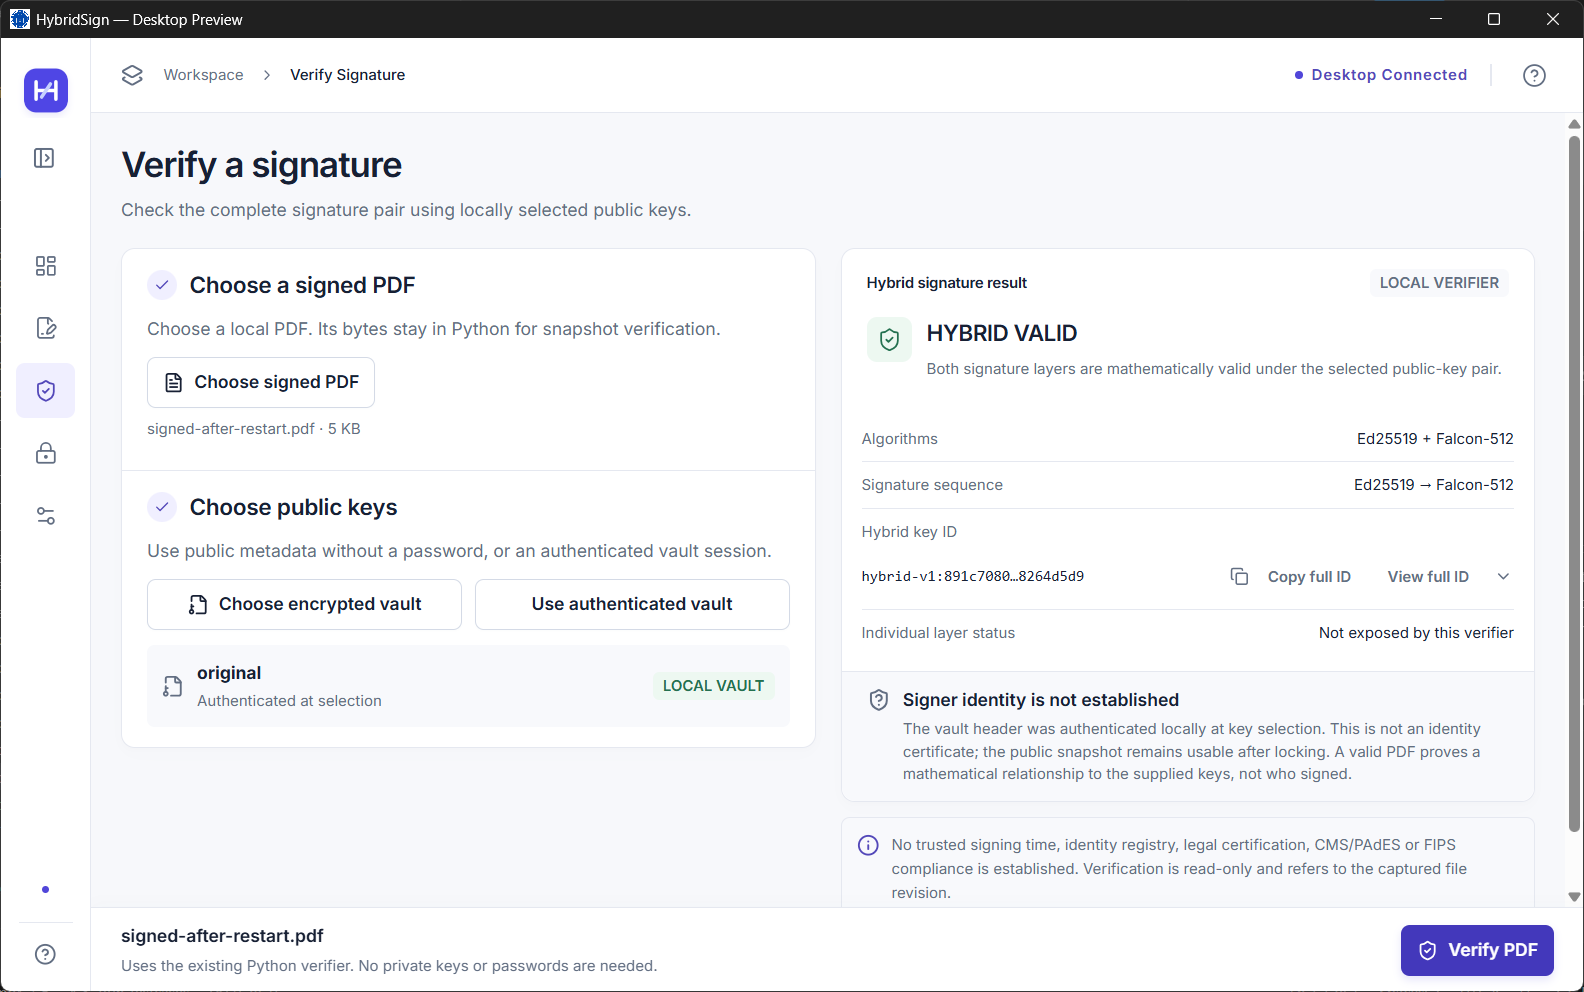 HybridSign — Desktop Preview
Workspace > Verify Signature
Desktop Connected
Verify a signature
Check the complete signature pair using locally selected public keys.
Choose a signed PDF
Choose a local PDF. Its bytes stay in Python for snapshot verification.
Choose signed PDF
signed-after-restart.pdf · 5 KB
Choose public keys
Use public metadata without a password, or an authenticated vault session.
Choose encrypted vault
Use authenticated vault
original
Authenticated at selection
LOCAL VAULT
Hybrid signature result
LOCAL VERIFIER
HYBRID VALID
Both signature layers are mathematically valid under the selected public-key pair.
Algorithms
Ed25519 + Falcon-512
Signature sequence
Ed25519 → Falcon-512
Hybrid key ID
hybrid-v1:891c7080…8264d5d9
Copy full ID
View full ID
Individual layer status
Not exposed by this verifier
Signer identity is not established
The vault header was authenticated locally at key selection. This is not an identity
certificate; the public snapshot remains usable after locking. A valid PDF proves a
mathematical relationship to the supplied keys, not who signed.
No trusted signing time, identity registry, legal certification, CMS/PAdES or FIPS
compliance is established. Verification is read-only and refers to the captured file
revision.
signed-after-restart.pdf
Uses the existing Python verifier. No private keys or passwords are needed.
Verify PDF